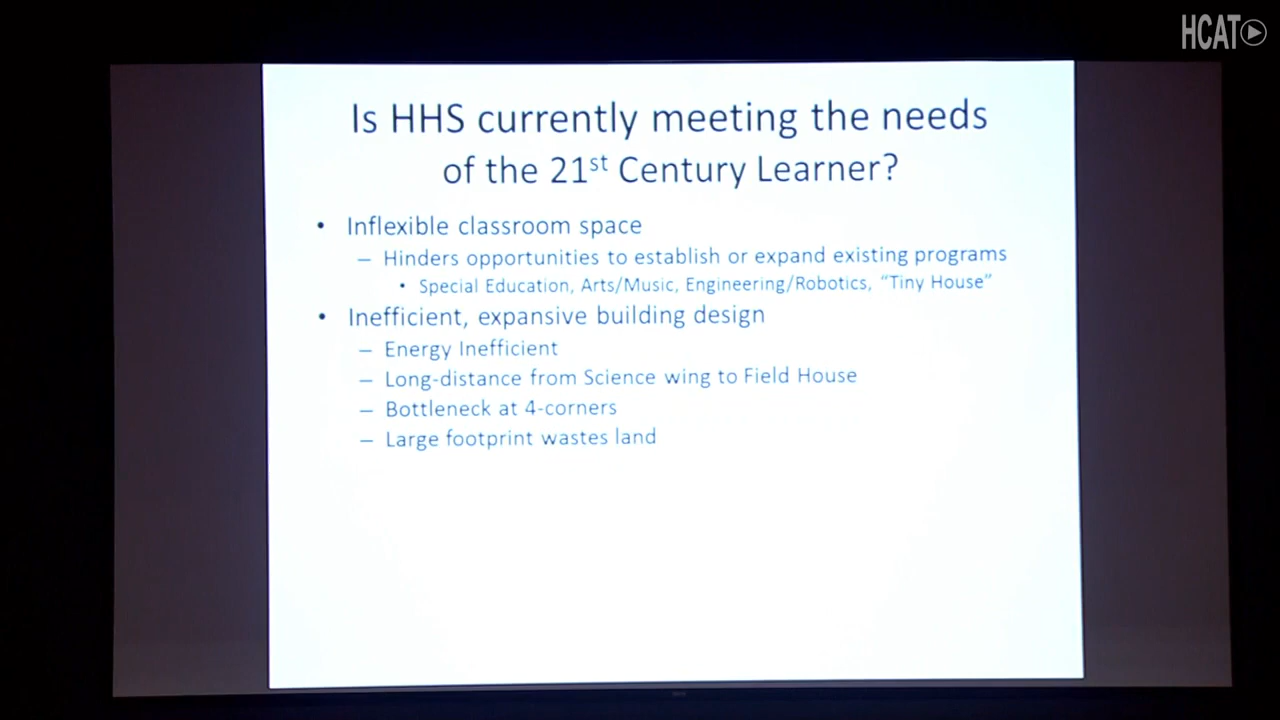 HCAT
Is HHS currently meeting the needs
of the 21st Century Learner?
• Inflexible classroom space
– Hinders opportunities to establish or expand existing programs
• Special Education, Arts/Music, Engineering/Robotics, “Tiny House”
• Inefficient, expansive building design
– Energy Inefficient
– Long-distance from Science wing to Field House
– Bottleneck at 4-corners
– Large footprint wastes land